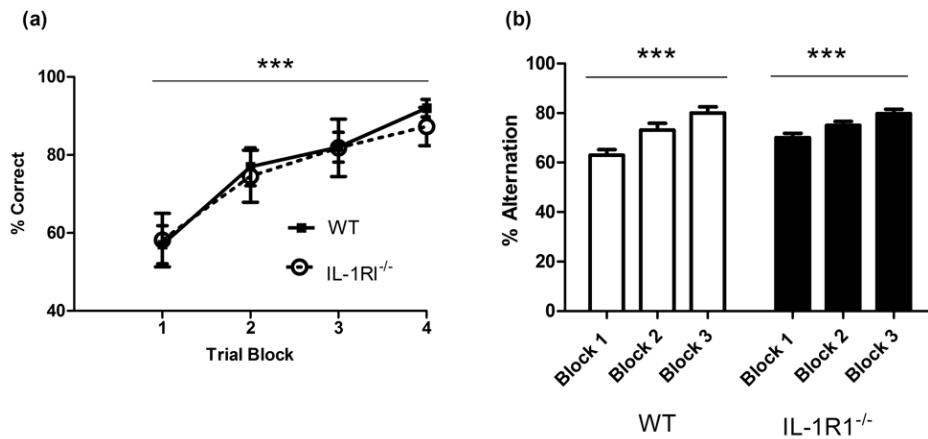 (a)
***
100
80
60
40
% Correct
1 2 3 4
Trial Block
WT
IL-1RI-/-
(b)
*** ***
100
80
60
40
20
0
% Alternation
Block 1 Block 2 Block 3 Block 1 Block 2 Block 3
WT IL-1R1-/-